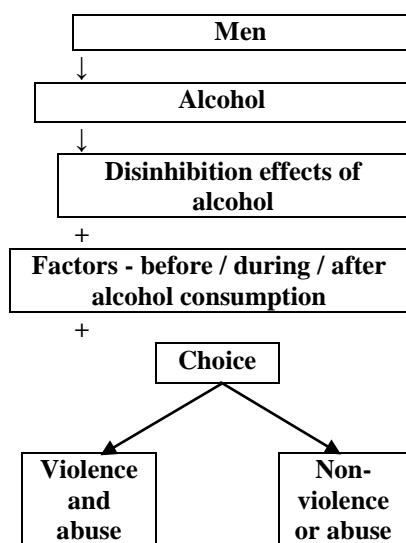 Men
↓
Alcohol
↓
Disinhibition effects of
alcohol
+
Factors - before / during / after
alcohol consumption
+
Choice
Violence
and
abuse
Non-
violence
or abuse